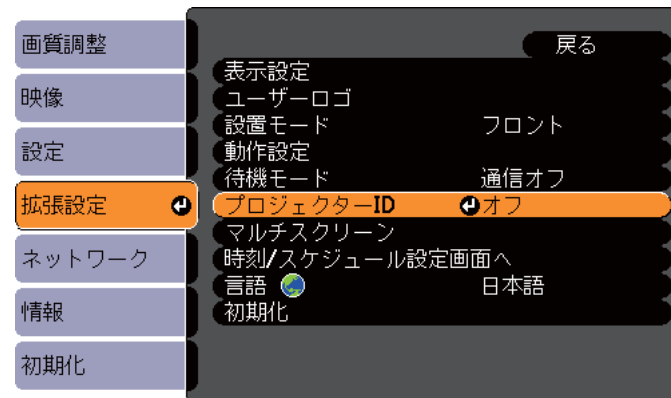 画質調整
映像
設定
拡張設定
ネットワーク
情報
初期化
戻る
表示設定
ユーザーロゴ
設置モード フロント
動作設定
待機モード 通信オフ
プロジェクターID オフ
マルチスクリーン
時刻/スケジュール設定画面へ
言語 日本語
初期化